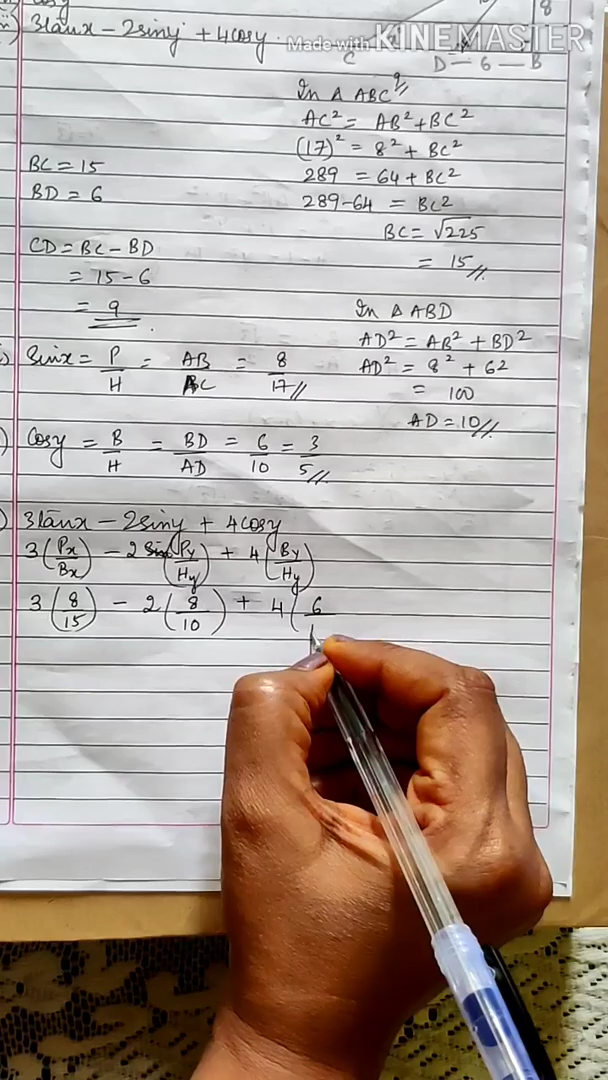 3tanx - 2siny + 4cosy.
8
Made with KINEMASTER
C D - 6 - B
In Δ ABC
AC² = AB² + BC²
(17)² = 8² + BC²
289 = 64 + BC²
289 - 64 = BC²
BC = √225
= 15
BC = 15
BD = 6
CD = BC - BD
= 15 - 6
= 9
In Δ ABD
AD² = AB² + BD²
AD² = 8² + 62
= 100
AD = 10
Sinx = P/H = AB/AC = 8/17
Cosy = B/H = BD/AD = 6/10 = 3/5
3tanx - 2siny + 4cosy
3(Px/Bx) - 2(Py/Hy) + 4(By/Hy)
3(8/15) - 2(8/10) + 4(6/1